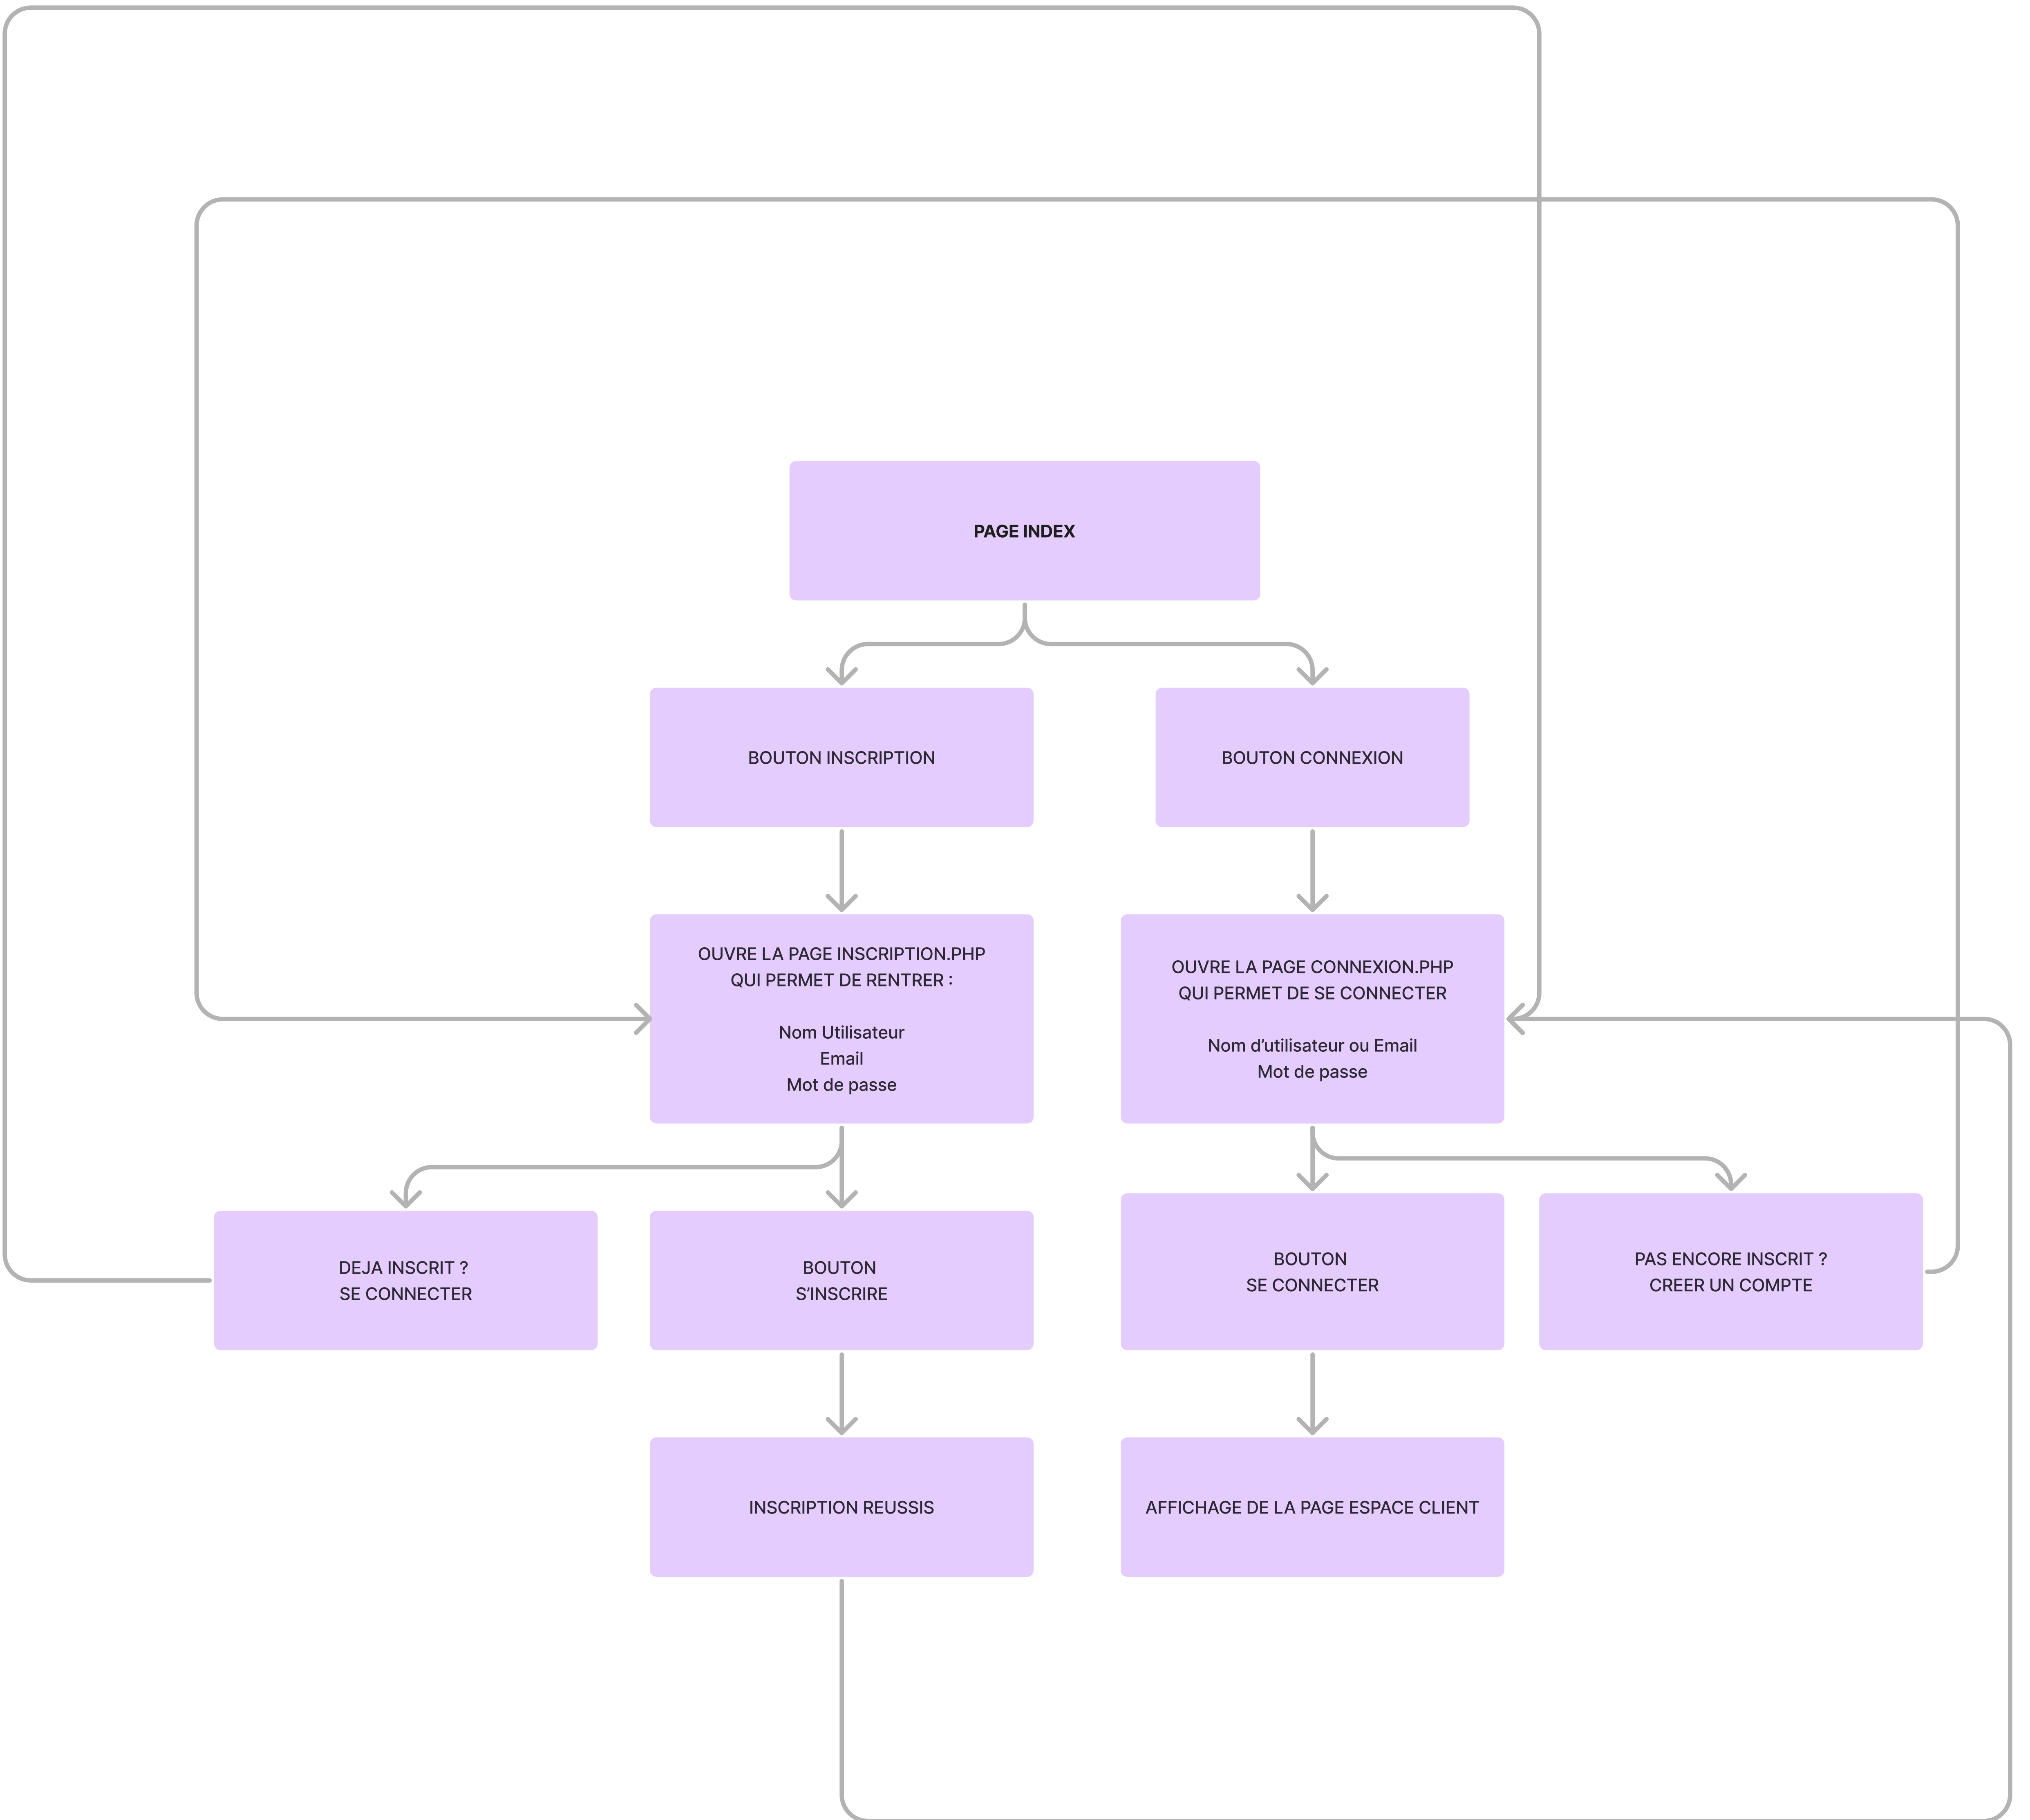 PAGE INDEX
BOUTON INSCRIPTION
BOUTON CONNEXION
OUVRE LA PAGE INSCRIPTION.PHP
QUI PERMET DE RENTRER :
Nom Utilisateur
Email
Mot de passe
OUVRE LA PAGE CONNEXION.PHP
QUI PERMET DE SE CONNECTER
Nom d’utilisateur ou Email
Mot de passe
DEJA INSCRIT ?
SE CONNECTER
BOUTON
S’INSCRIRE
BOUTON
SE CONNECTER
PAS ENCORE INSCRIT ?
CREER UN COMPTE
INSCRIPTION REUSSIS
AFFICHAGE DE LA PAGE ESPACE CLIENT